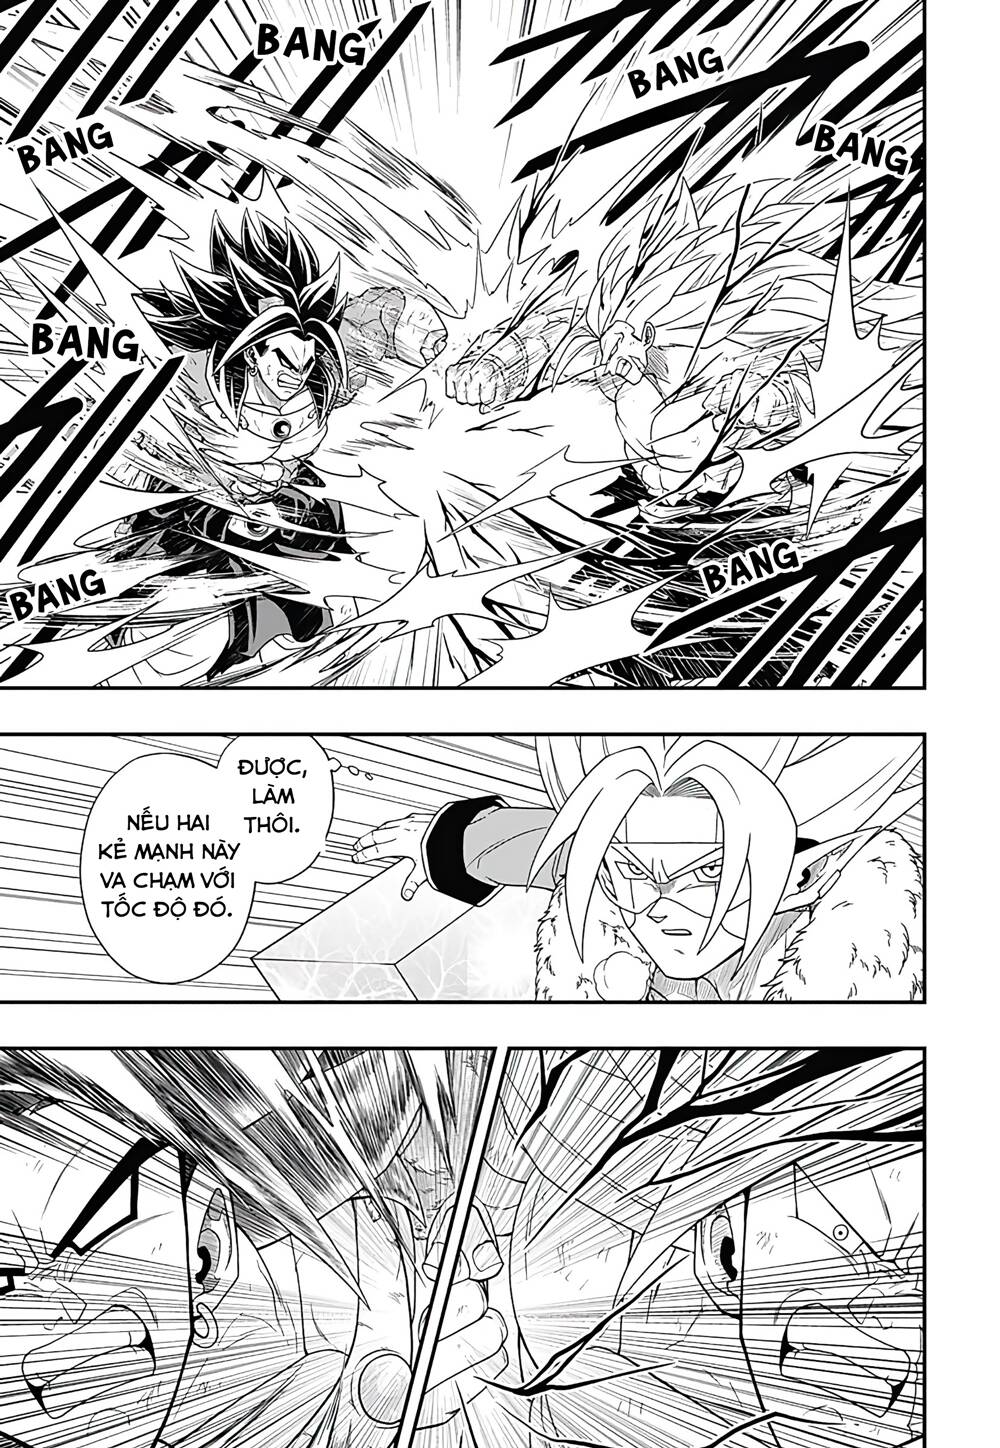 BANG
BANG
BANG
BANG
BANG
BANG
BANG
ĐƯỢC,
LÀM
THÔI.
NẾU HAI
KẺ MẠNH NÀY
VA CHẠM VỚI
TỐC ĐỘ ĐÓ.